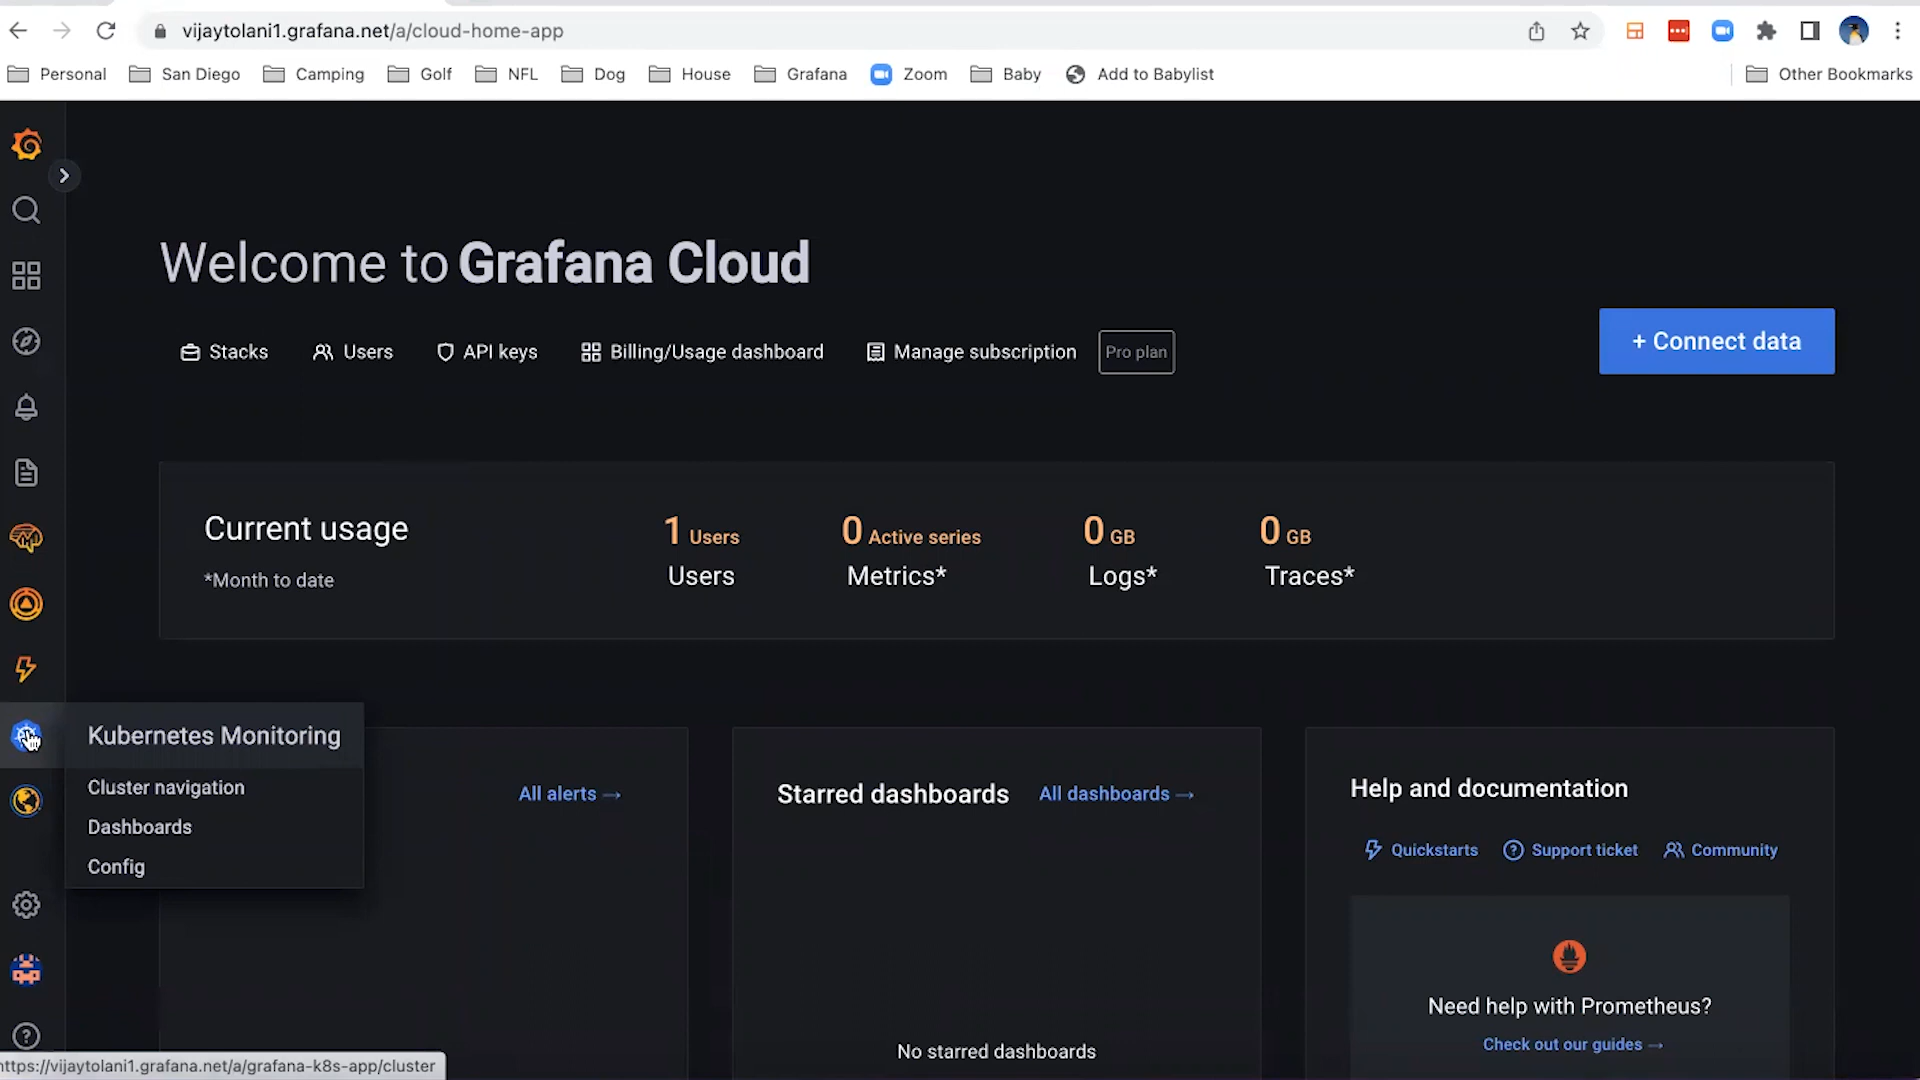 vijaytolani1.grafana.net/a/cloud-home-app
Personal San Diego Camping Golf NFL Dog House Grafana Zoom Baby Add to Babylist Other Bookmarks
Welcome to Grafana Cloud
Stacks Users API keys Billing/Usage dashboard Manage subscription Pro plan
+ Connect data
Current usage
*Month to date
1 Users
Users
0 Active series
Metrics*
0 GB
Logs*
0 GB
Traces*
Kubernetes Monitoring
Cluster navigation
Dashboards
Config
All alerts →
Starred dashboards All dashboards →
No starred dashboards
Help and documentation
Quickstarts Support ticket Community
Need help with Prometheus?
Check out our guides →
https://vijaytolani1.grafana.net/a/grafana-k8s-app/cluster